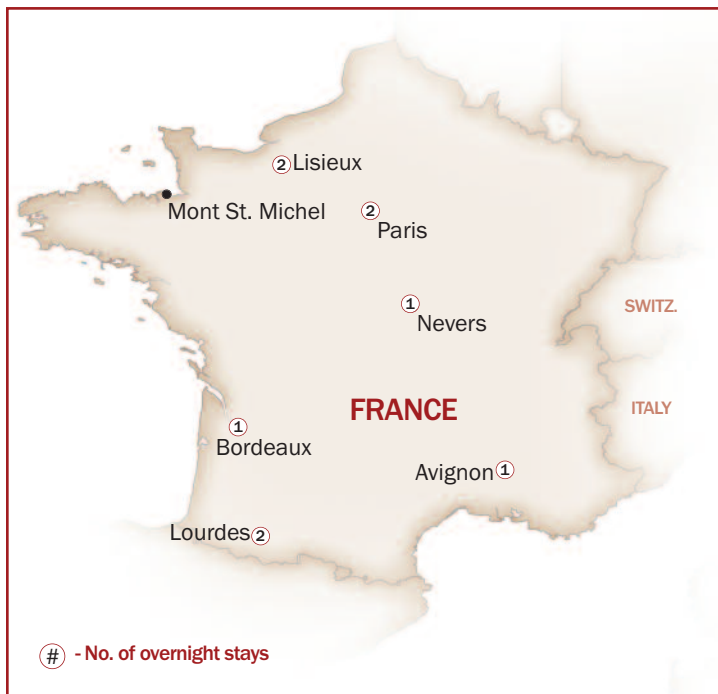 ② Lisieux
Mont St. Michel
② Paris
① Nevers
SWITZ.
FRANCE
ITALY
① Bordeaux
Avignon ①
Lourdes ②
# - No. of overnight stays